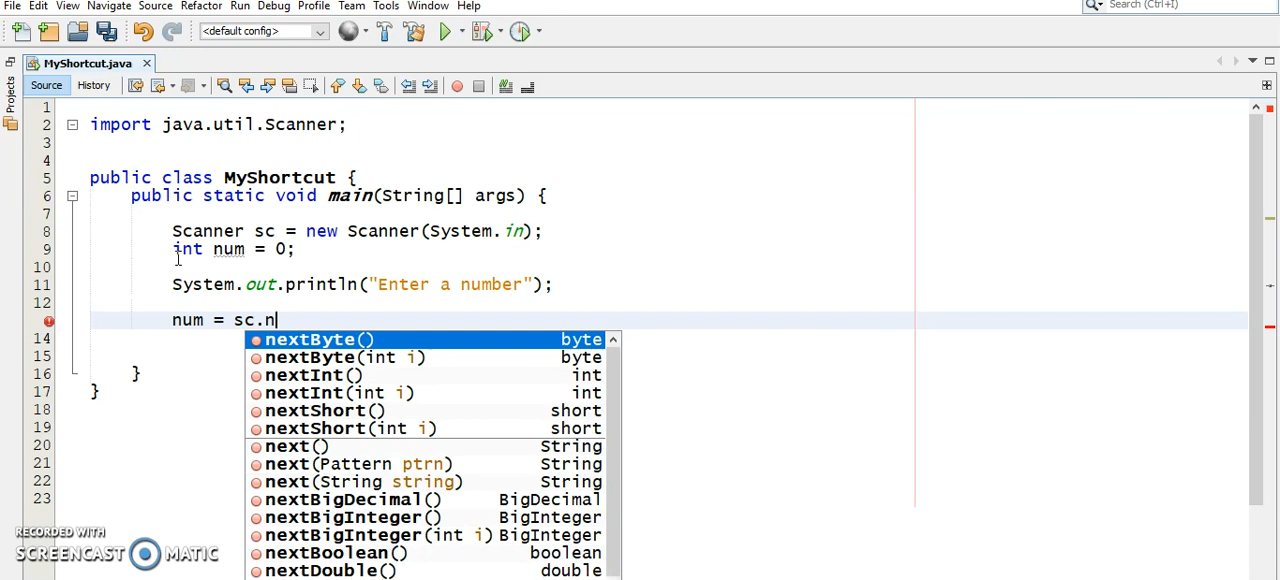 File Edit View Navigate Source Refactor Run Debug Profile Team Tools Window Help
Search (Ctrl+I)
<default config>
MyShortcut.java
Projects
Source History
1
2 import java.util.Scanner;
3
4
5 public class MyShortcut {
6 public static void main(String[] args) {
7
8 Scanner sc = new Scanner(System.in);
9 int num = 0;
10
11 System.out.println("Enter a number");
12
num = sc.n
14 nextByte() byte
15 nextByte(int i) byte
16 } nextInt() int
17 } nextInt(int i) int
18 nextShort() short
19 nextShort(int i) short
20 next() String
21 next(Pattern ptrn) String
22 next(String string) String
23 nextBigDecimal() BigDecimal
nextBigInteger() BigInteger
nextBigInteger(int i) BigInteger
nextBoolean() boolean
nextDouble() double
RECORDED WITH
SCREENCAST MATIC